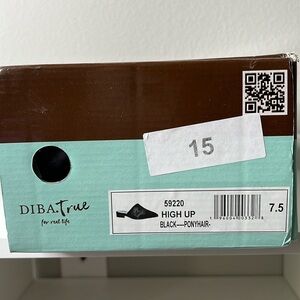 15
DIBA.True
for real life
59220
HIGH UP
BLACK----PONYHAIR-
7.5